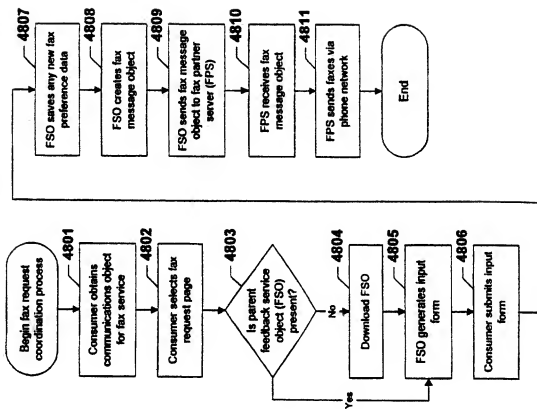 Begin fax request
coordination process
4801
Consumer obtains
communications object
for fax service
4802
Consumer selects fax
request page
4803
Is parent
feedback service
object (FSO)
present?
No
Yes
4804
Download FSO
4805
FSO generates input
form
4806
Consumer submits input
form
4807
FSO saves any new fax
preference data
4808
FSO creates fax
message object
4809
FSO sends fax message
object to fax partner
server (FPS)
4810
FPS receives fax
message object
4811
FPS sends faxes via
phone network
End